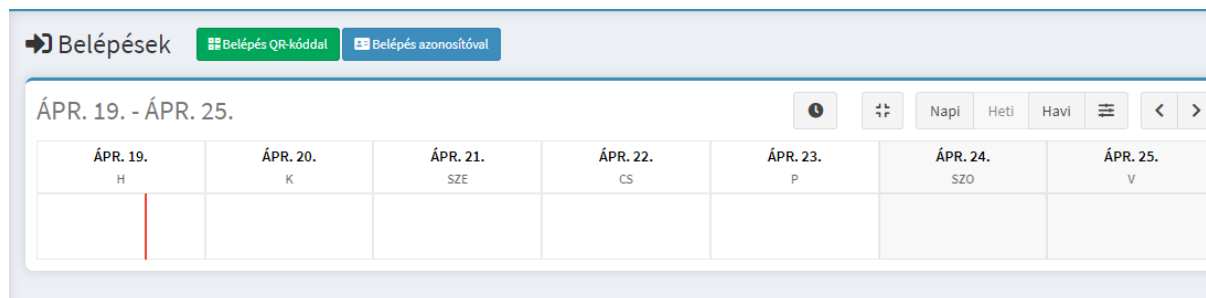 Belépések Belépés QR-kóddal Belépés azonosítóval
ÁPR. 19. - ÁPR. 25. Napi Heti Havi
ÁPR. 19. ÁPR. 20. ÁPR. 21. ÁPR. 22. ÁPR. 23. ÁPR. 24. ÁPR. 25.
H K SZE CS P SZO V